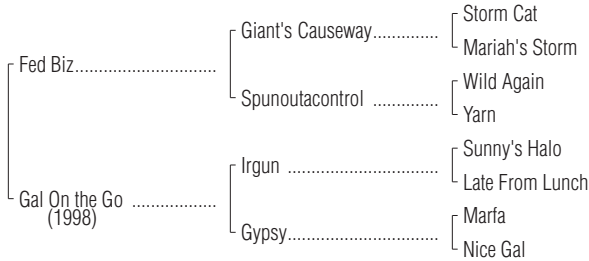 Storm Cat
Giant's Causeway..............
Mariah's Storm
Fed Biz.............................
Wild Again
Spunoutacontrol ..............
Yarn
Sunny's Halo
Irgun ................................
Late From Lunch
Gal On the Go .................
(1998)
Marfa
Gypsy................................
Nice Gal